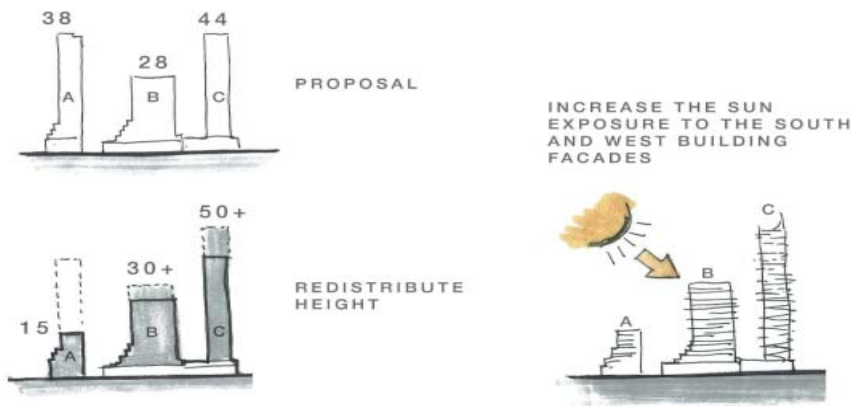 38
44
28
A
B
C
PROPOSAL
50+
30+
15
A
B
C
REDISTRIBUTE
HEIGHT
INCREASE THE SUN
EXPOSURE TO THE SOUTH
AND WEST BUILDING
FACADES
C
B
A